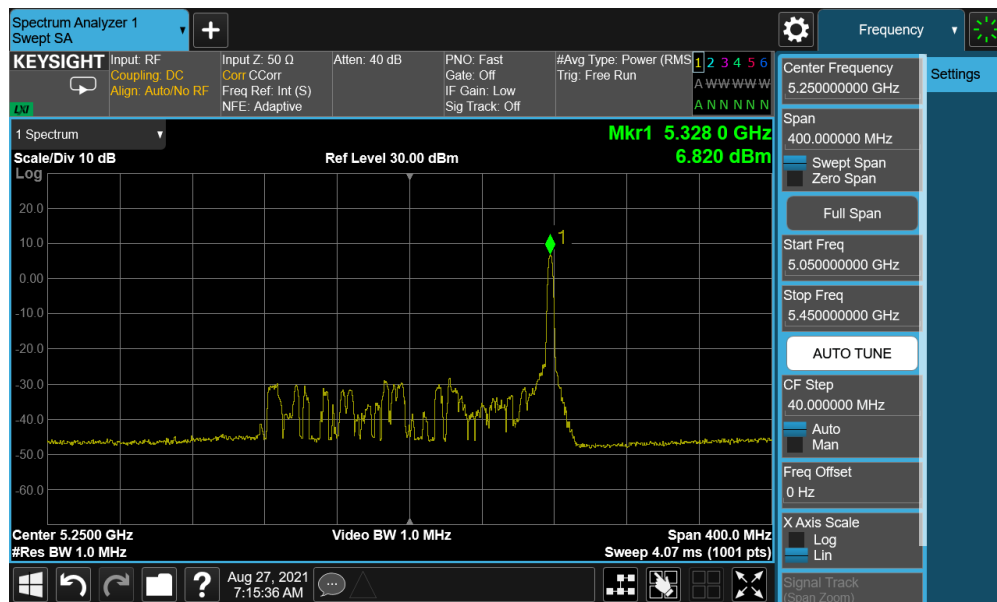 Spectrum Analyzer 1
Swept SA
+
Frequency
KEYSIGHT
LXI
Input: RF
Coupling: DC
Align: Auto/No RF
Input Z: 50 Ω
Corr CCorr
Freq Ref: Int (S)
NFE: Adaptive
Atten: 40 dB
PNO: Fast
Gate: Off
IF Gain: Low
Sig Track: Off
#Avg Type: Power (RMS
Trig: Free Run
1 2 3 4 5 6
A W W W W W
A N N N N N
1 Spectrum
Mkr1 5.328 0 GHz
Scale/Div 10 dB
Ref Level 30.00 dBm
6.820 dBm
Log
20.0
10.0
0.00
-10.0
-20.0
-30.0
-40.0
-50.0
-60.0
1
Center 5.2500 GHz
Video BW 1.0 MHz
Span 400.0 MHz
#Res BW 1.0 MHz
Sweep 4.07 ms (1001 pts)
?
Aug 27, 2021
7:15:36 AM
Center Frequency
5.250000000 GHz
Settings
Span
400.000000 MHz
Swept Span
Zero Span
Full Span
Start Freq
5.050000000 GHz
Stop Freq
5.450000000 GHz
AUTO TUNE
CF Step
40.000000 MHz
Auto
Man
Freq Offset
0 Hz
X Axis Scale
Log
Lin
Signal Track
(Span Zoom)